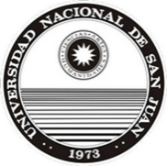 UNIVERSIDAD NACIONAL DE SAN JUAN
1973